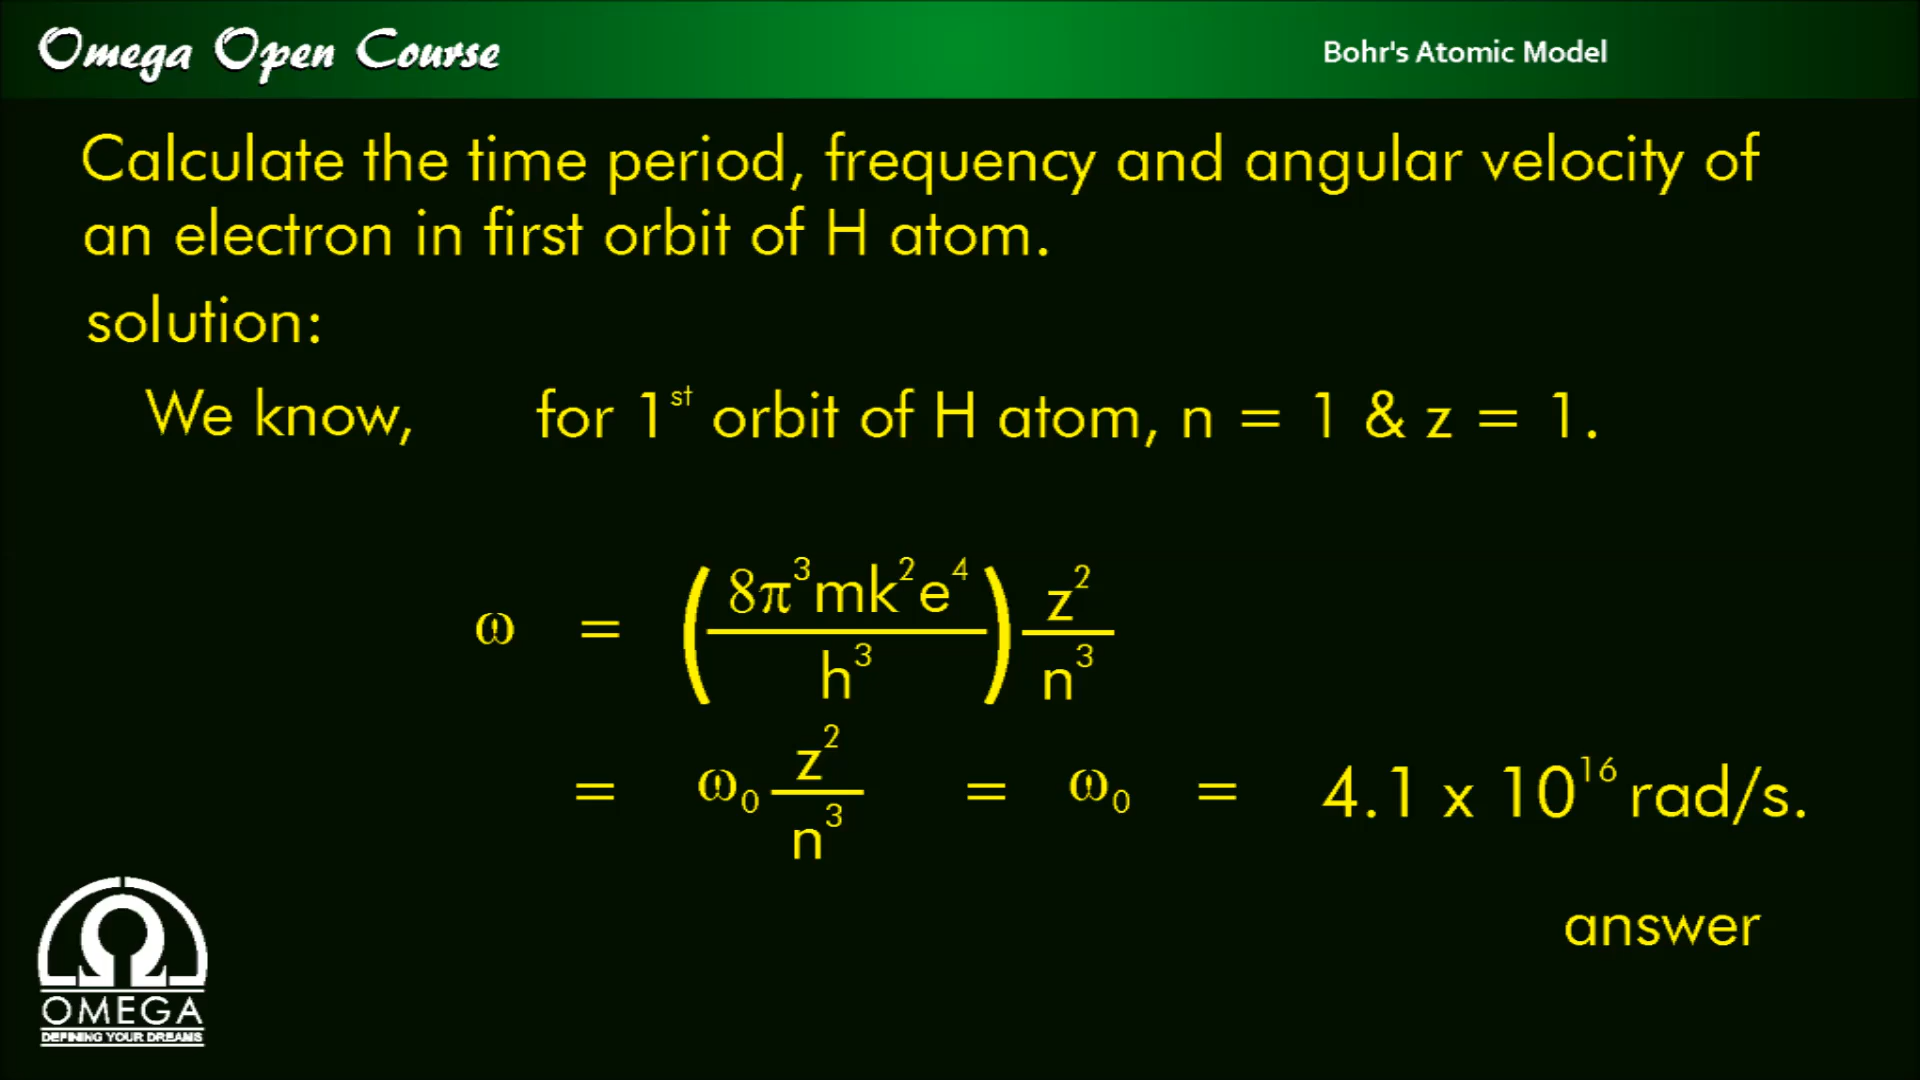 Omega Open Course
Bohr's Atomic Model
Calculate the time period, frequency and angular velocity of
an electron in first orbit of H atom.
solution:
We know, for 1st orbit of H atom, n = 1 & z = 1.
ω = (8π³mk²e⁴ / h³) z² / n³
= ω₀ z² / n³ = ω₀ = 4.1 x 10¹⁶ rad/s.
answer
OMEGA
DEFINING YOUR DREAMS